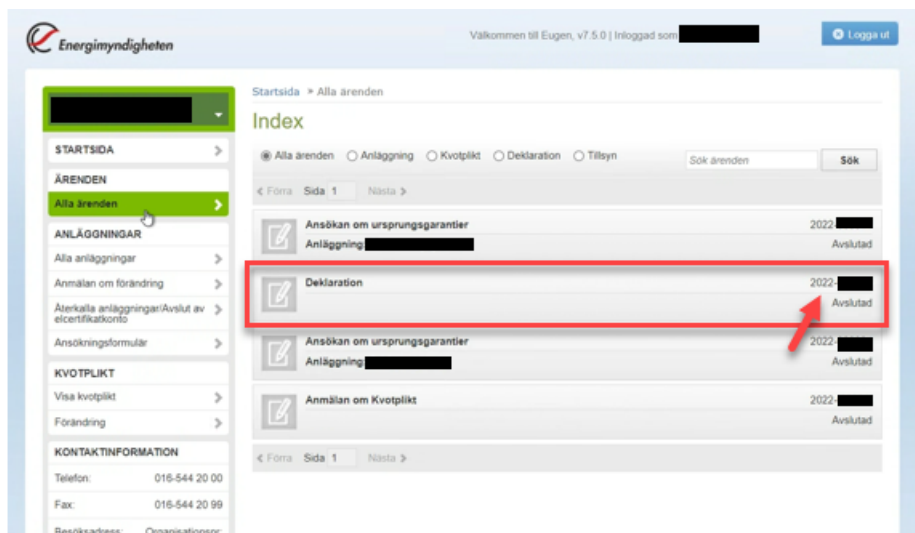 Energimyndigheten
Välkommen till Eugen, v7.5.0 | Inloggad som
Logga ut
Startsida > Alla ärenden
Index
STARTSIDA
ÄRENDEN
Alla ärenden
ANLÄGGNINGAR
Alla anläggningar
Anmälan om förändring
Återkalla anläggningar/Avslut av
elcertifikatkonto
Ansökningsformulär
KVOTPLIKT
Visa kvotplikt
Förändring
KONTAKTINFORMATION
Telefon: 016-544 20 00
Fax: 016-544 20 99
Besöksadress: Organisationsnr:
Alla ärenden Anläggning Kvotplikt Deklaration Tillsyn
Sök ärenden Sök
Förra Sida 1 Nästa
Ansökan om ursprungsgarantier 2022-
Anläggning: Avslutad
Deklaration 2022-
Avslutad
Ansökan om ursprungsgarantier 2022-
Anläggning: Avslutad
Anmälan om Kvotplikt 2022-
Avslutad
Förra Sida 1 Nästa